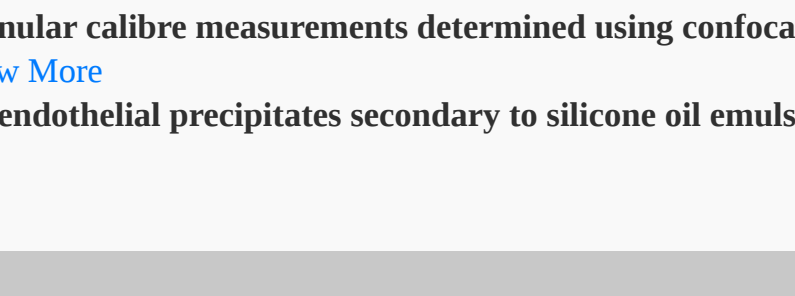 nular calibre measurements determined using confoca
w More
endothelial precipitates secondary to silicone oil emuls